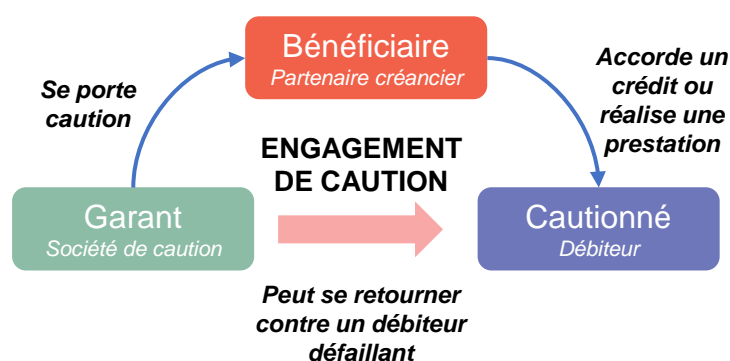 Bénéficiaire
Partenaire créancier
Se porte
caution
Accorde un
crédit ou
réalise une
prestation
ENGAGEMENT
DE CAUTION
Garant
Société de caution
Cautionné
Débiteur
Peut se retourner
contre un débiteur
défaillant